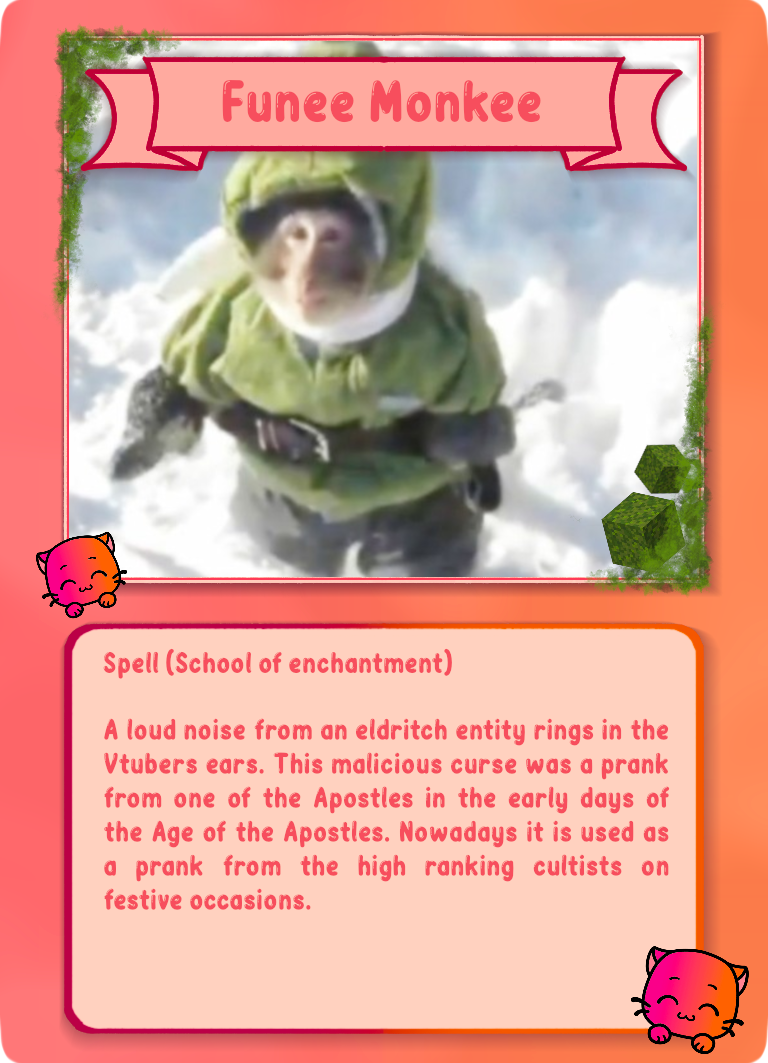 Funee Monkee
Spell (School of enchantment)
A loud noise from an eldritch entity rings in the
Vtubers ears. This malicious curse was a prank
from one of the Apostles in the early days of
the Age of the Apostles. Nowadays it is used as
a prank from the high ranking cultists on
festive occasions.